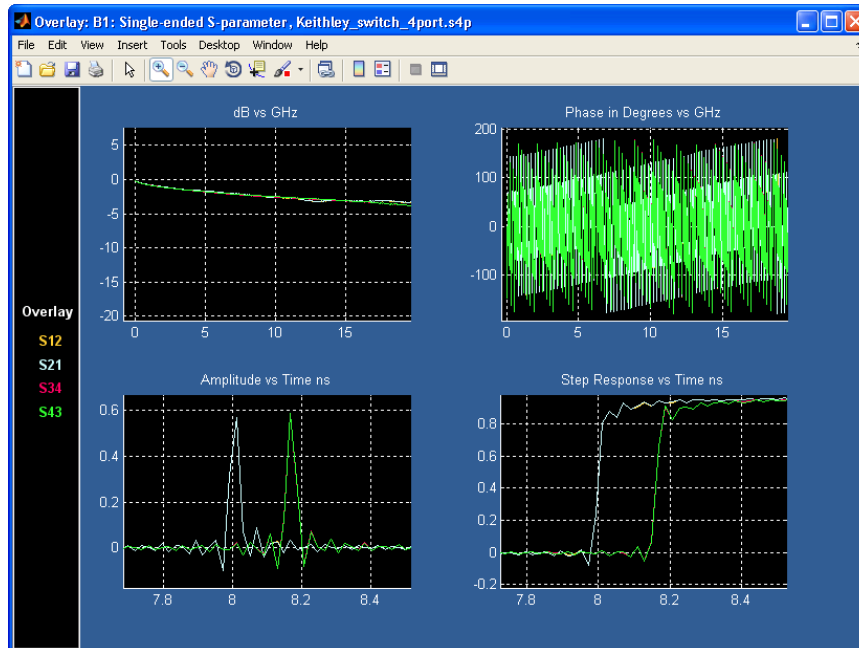 Overlay: B1: Single-ended S-parameter, Keithley_switch_4port.s4p
File Edit View Insert Tools Desktop Window Help
dB vs GHz
5
0
-5
-10
-15
-20
0 5 10 15
Phase in Degrees vs GHz
200
100
0
-100
0 5 10 15
Overlay
S12
S21
S34
S43
Amplitude vs Time ns
0.6
0.4
0.2
0
7.8 8 8.2 8.4
Step Response vs Time ns
0.8
0.6
0.4
0.2
0
-0.2
7.8 8 8.2 8.4